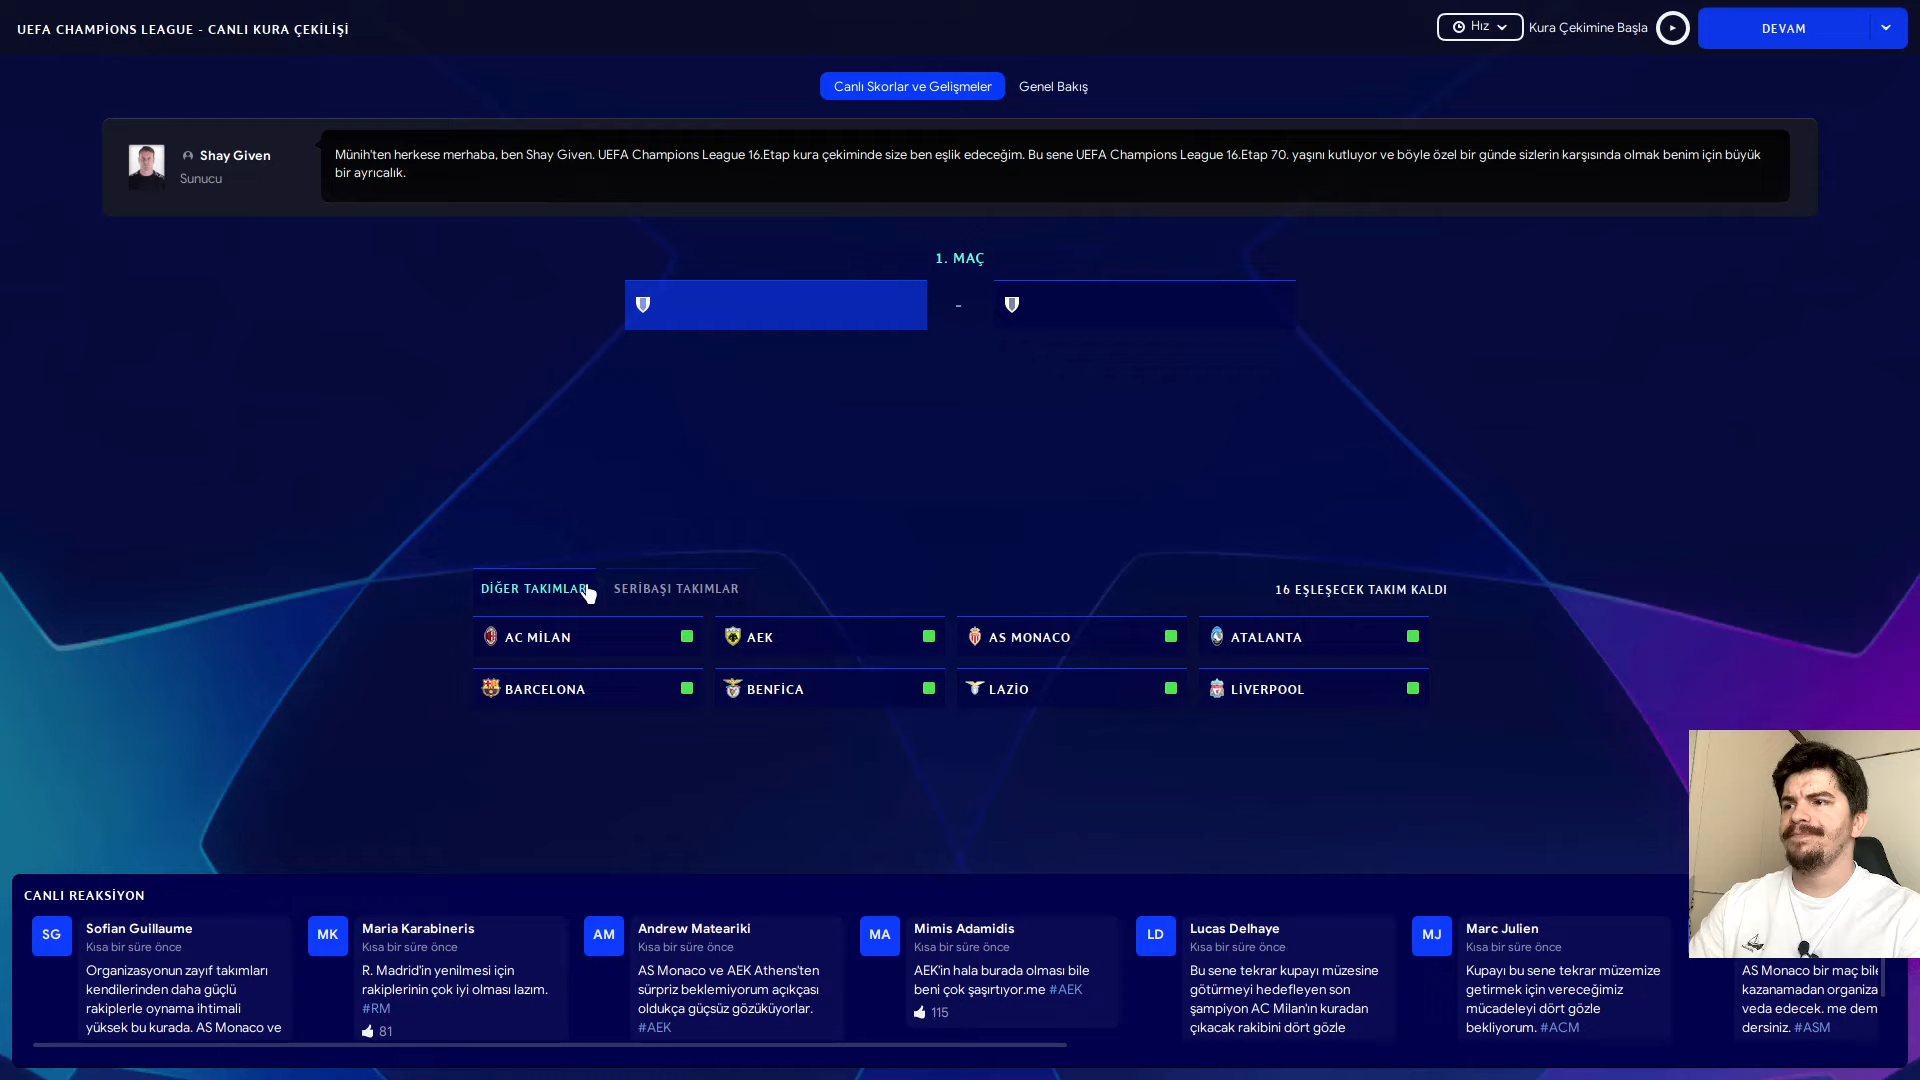 UEFA CHAMPİONS LEAGUE - CANLI KURA ÇEKİLİŞİ
Hız
Kura Çekimine Başla
DEVAM
Canlı Skorlar ve Gelişmeler
Genel Bakış
Shay Given
Sunucu
Münih'ten herkese merhaba, ben Shay Given. UEFA Champions League 16.Etap kura çekiminde size ben eşlik edeceğim. Bu sene UEFA Champions League 16.Etap 70. yaşını kutluyor ve böyle özel bir günde sizlerin karşısında olmak benim için büyük
bir ayrıcalık.
1. MAÇ
-
DİĞER TAKIMLAR
SERİBAŞI TAKIMLAR
16 EŞLEŞECEK TAKIM KALDI
AC MİLAN
AEK
AS MONACO
ATALANTA
BARCELONA
BENFİCA
LAZİO
LİVERPOOL
CANLI REAKSİYON
SG
Sofian Guillaume
Kısa bir süre önce
Organizasyonun zayıf takımları
kendilerinden daha güçlü
rakiplerle oynama ihtimali
yüksek bu kurada. AS Monaco ve
MK
Maria Karabineris
Kısa bir süre önce
R. Madrid'in yenilmesi için
rakiplerinin çok iyi olması lazım.
#RM
81
AM
Andrew Mateariki
Kısa bir süre önce
AS Monaco ve AEK Athens'ten
sürpriz beklemiyorum açıkçası
oldukça güçsüz gözüküyorlar.
#AEK
MA
Mimis Adamidis
Kısa bir süre önce
AEK'in hala burada olması bile
beni çok şaşırtıyor.me #AEK
115
LD
Lucas Delhaye
Kısa bir süre önce
Bu sene tekrar kupayı müzesine
götürmeyi hedefleyen son
şampiyon AC Milan'ın kuradan
çıkacak rakibini dört gözle
MJ
Marc Julien
Kısa bir süre önce
Kupayı bu sene tekrar müzemize
getirmek için vereceğimiz
mücadeleyi dört gözle
bekliyorum. #ACM
AS Monaco bir maç bile
kazanamadan organiza
veda edecek. me dem
dersiniz. #ASM